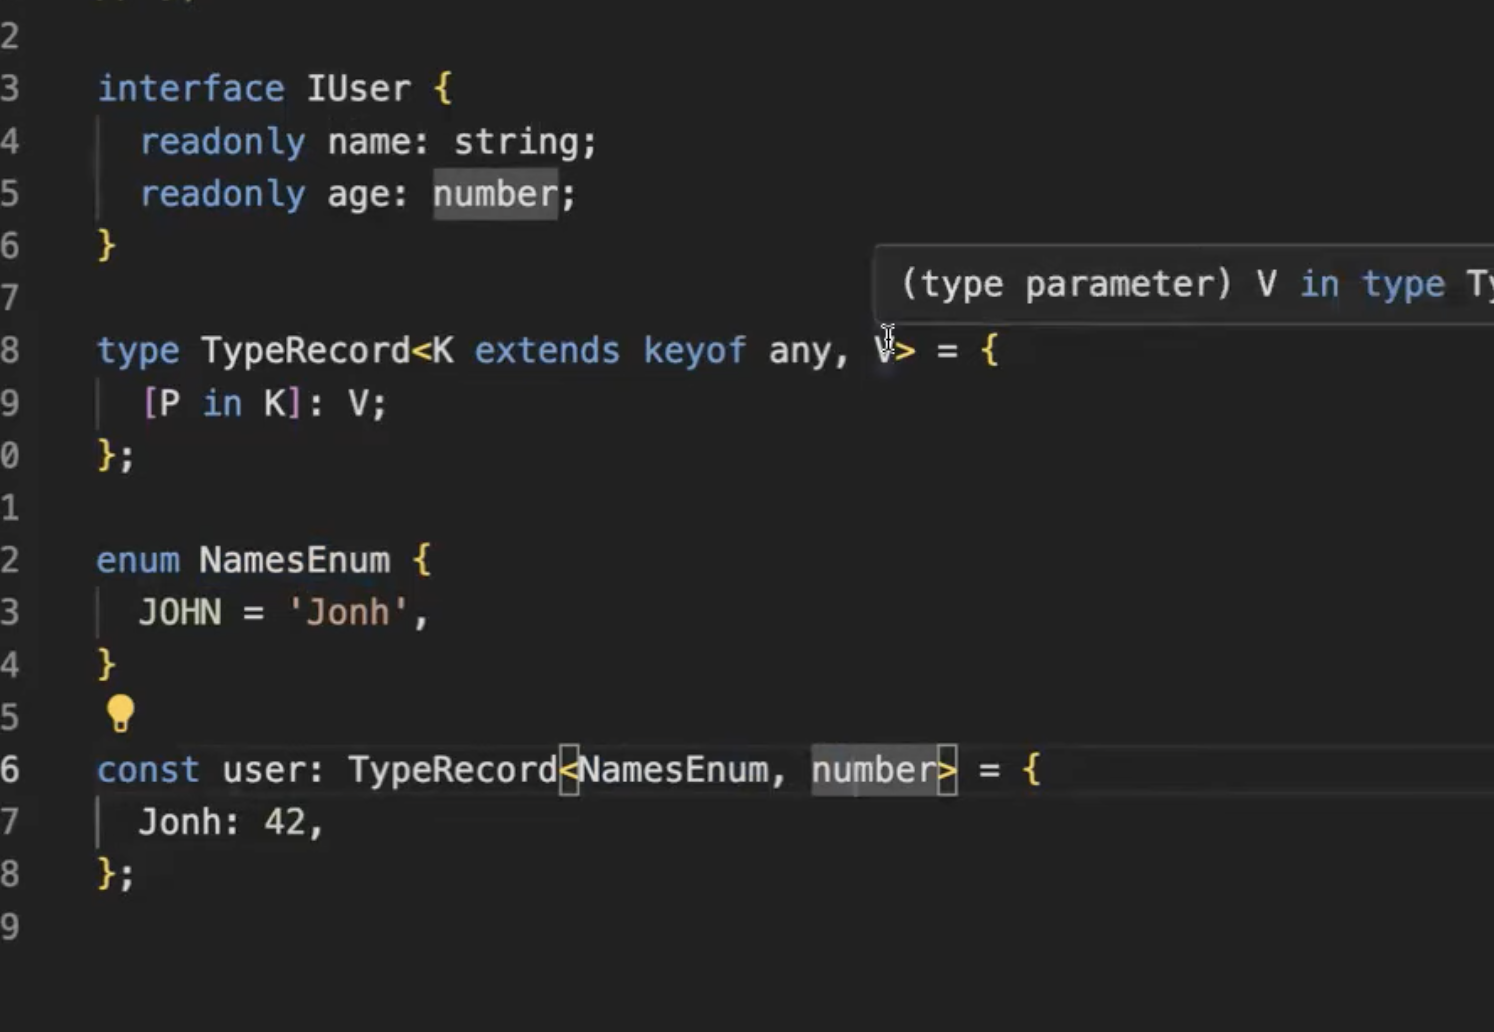 2
3 interface IUser {
4 readonly name: string;
5 readonly age: number;
6 }
(type parameter) V in type Ty
7
8 type TypeRecord<K extends keyof any, V> = {
9 [P in K]: V;
0 };
1
2 enum NamesEnum {
3 JOHN = 'Jonh',
4 }
5
6 const user: TypeRecord<NamesEnum, number> = {
7 Jonh: 42,
8 };
9